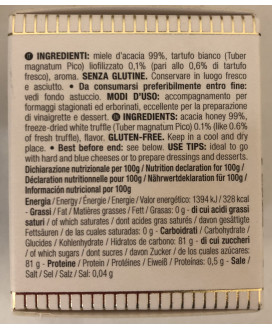 IT INGREDIENTI: miele d'acacia 99%, tartufo bianco (Tuber
magnatum Pico) liofilizzato 0,1% (pari allo 0,6% di tartufo
fresco), aroma. SENZA GLUTINE. Conservare in luogo fresco
e asciutto. • Da consumarsi preferibilmente entro fine:
vedi fondo astuccio. MODI D'USO: accompagnamento per
formaggi stagionati ed erborinati, eccellente per la preparazione
di vinaigrette e dessert. EN INGREDIENTS: acacia honey 99%,
freeze-dried white truffle (Tuber magnatum Pico) 0.1% (like 0.6%
of fresh truffle), flavor. GLUTEN-FREE. Keep in a cool and dry
place. • Best before end: see below. USE TIPS: ideal to go
with hard and blue cheeses or to prepare dressings and desserts.
Dichiarazione nutrizionale per 100g / Nutrition declaration for 100g /
Déclaration nutritionnelle pour 100g / Nährwertdeklaration für 100g /
Información nutricional por 100g
Energia / Energy / Énergie / Energie / Valor energético: 1394 kJ / 328 kcal
- Grassi / Fat / Matières grasses / Fett / Grasas: 0 g - di cui acidi grassi
saturi / of which saturates / dont acides gras saturés / davon gesättigte
Fettsäuren / de las cuales saturadas: 0 g - Carboidrati / Carbohydrate /
Glucides / Kohlenhydrate / Hidratos de carbono: 81 g - di cui zuccheri
/ of which sugars / dont sucres / davon Zucker / de los cuales azúcares:
81 g - Proteine / Protein / Protéines / Eiweiß / Proteínas: 0,5 g - Sale /
Salt / Sel / Salz / Sal: 0,04 g